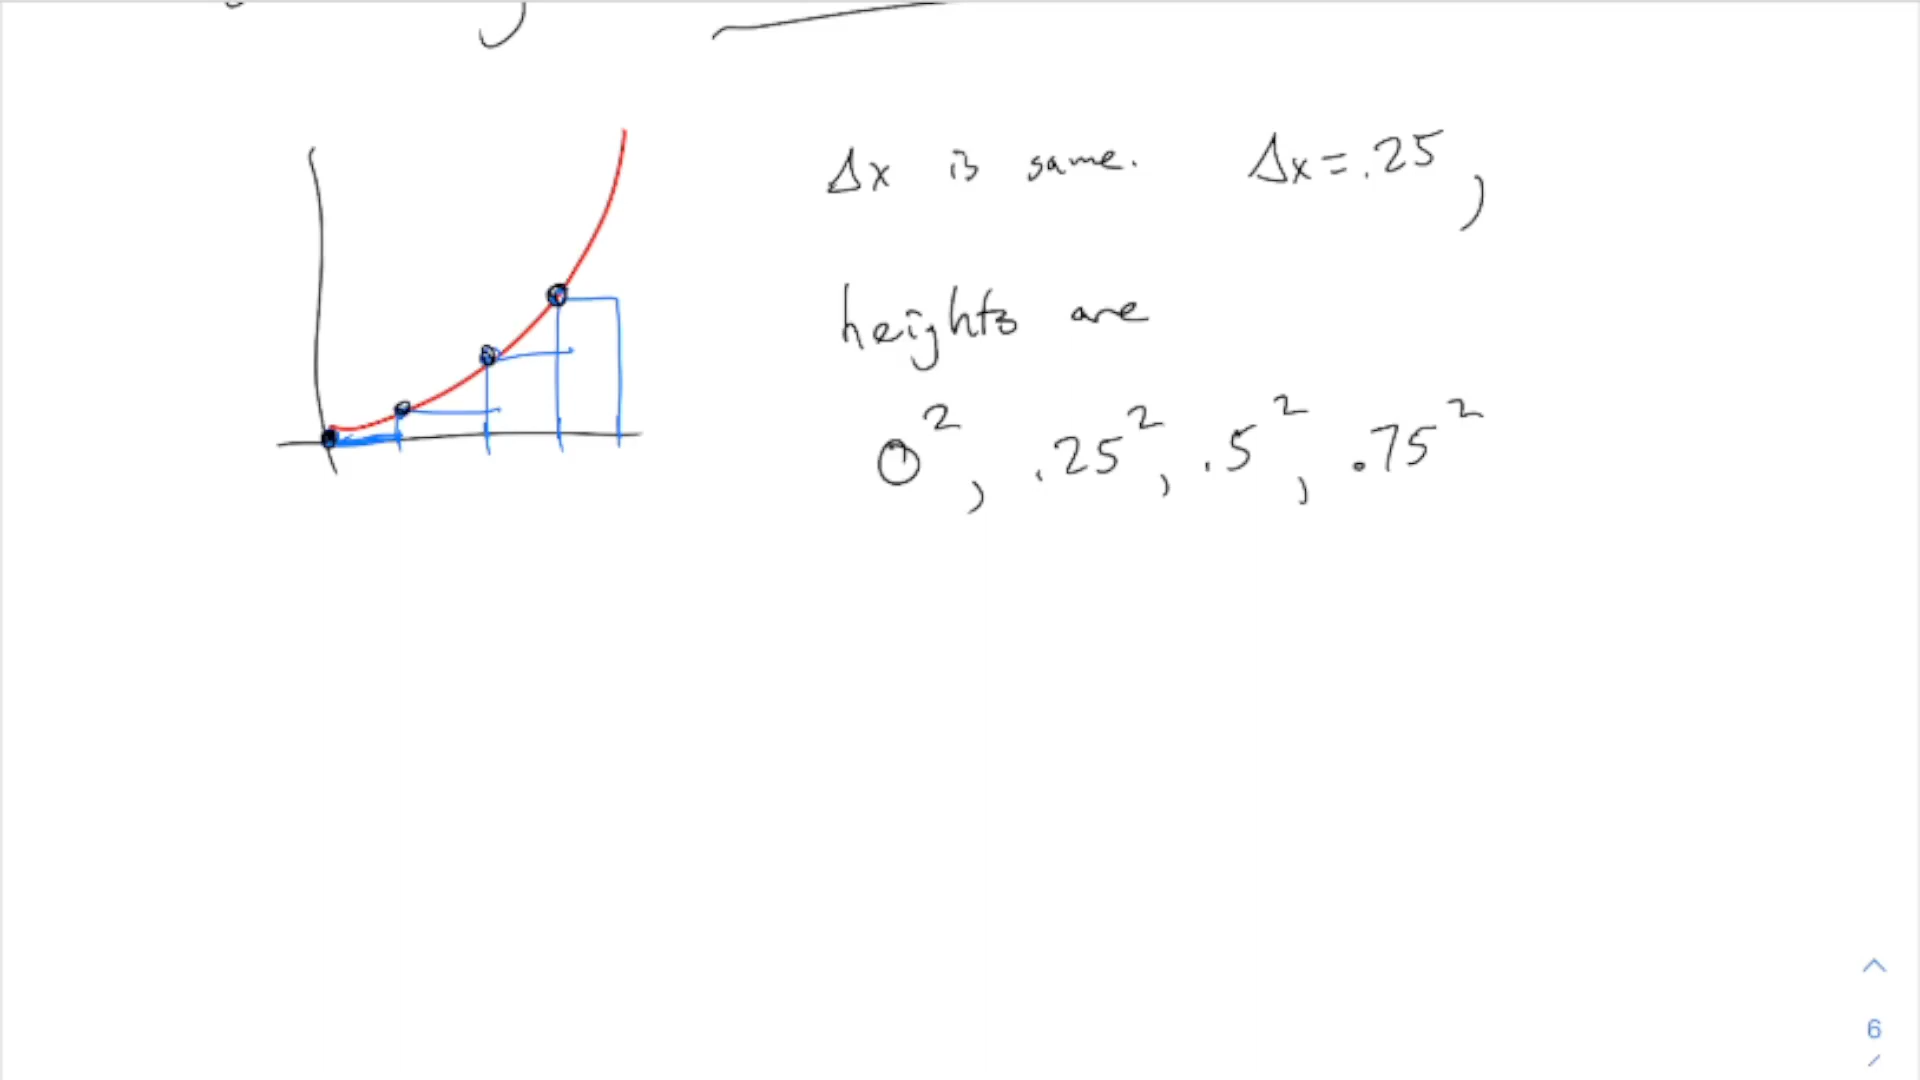 Δx is same. Δx = .25,
heights are
0², .25², .5², .75²
6